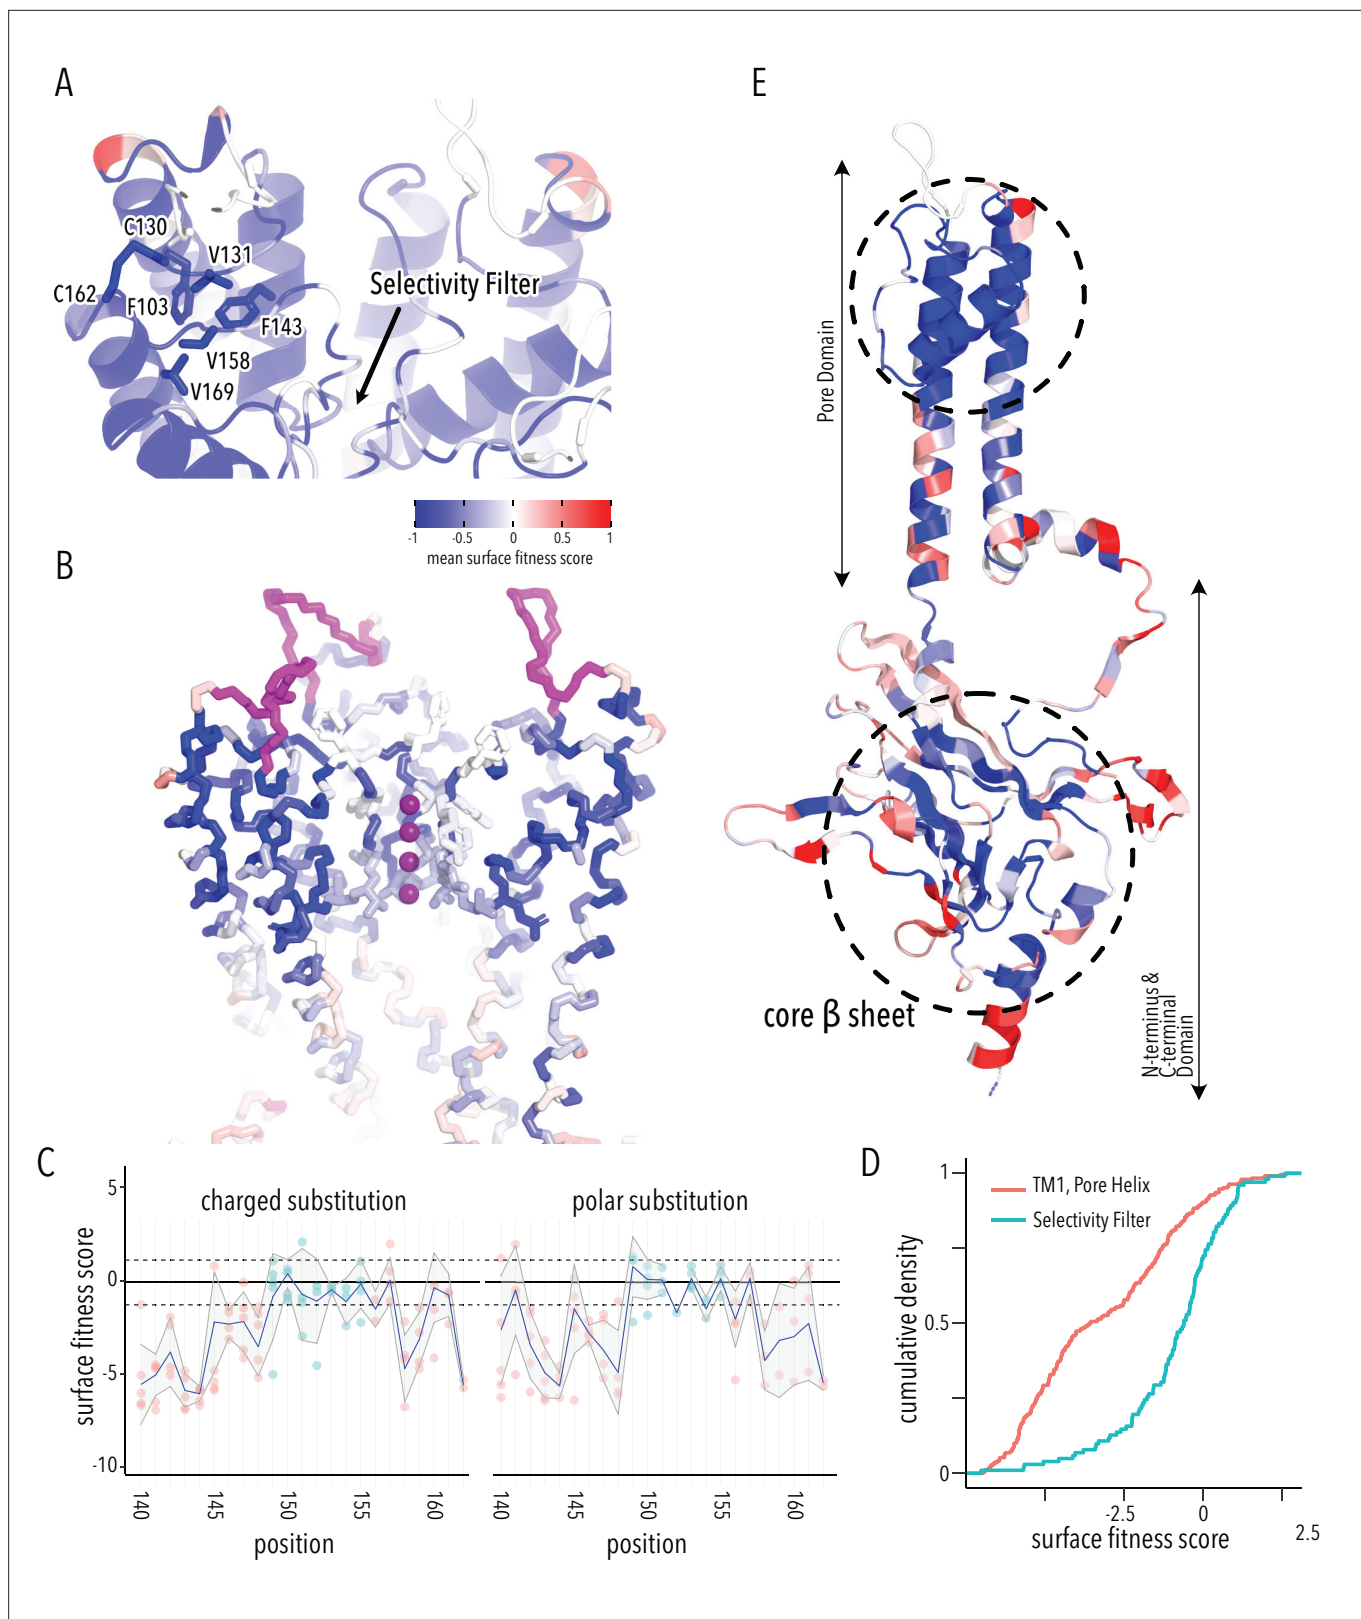 A
C130
V131
C162
F103
F143
V158
V169
Selectivity Filter
-1
-0.5
0
0.5
1
mean surface fitness score
B
E
Pore Domain
core β sheet
N-terminus &
C-terminal
Domain
C
charged substitution
polar substitution
surface fitness score
5
0
-5
-10
140
145
150
155
160
140
145
150
155
160
position
position
D
TM1, Pore Helix
Selectivity Filter
cumulative density
1
0.5
0
-2.5
0
2.5
surface fitness score